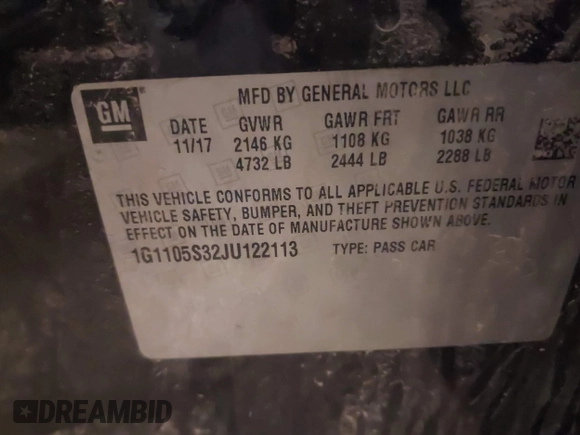 GM
MFD BY GENERAL MOTORS LLC
DATE GVWR GAWR FRT GAWR RR
11/17 2146 KG 1108 KG 1038 KG
4732 LB 2444 LB 2288 LB
THIS VEHICLE CONFORMS TO ALL APPLICABLE U.S. FEDERAL MOTOR
VEHICLE SAFETY, BUMPER, AND THEFT PREVENTION STANDARDS IN
EFFECT ON THE DATE OF MANUFACTURE SHOWN ABOVE.
1G1105S32JU122113 TYPE: PASS CAR
DREAMBID